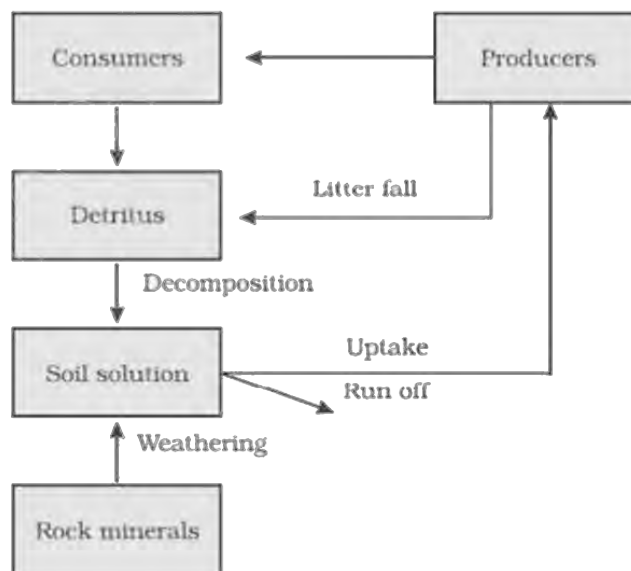 Consumers
Producers
Litter fall
Detritus
Decomposition
Uptake
Soil solution
Run off
Weathering
Rock minerals